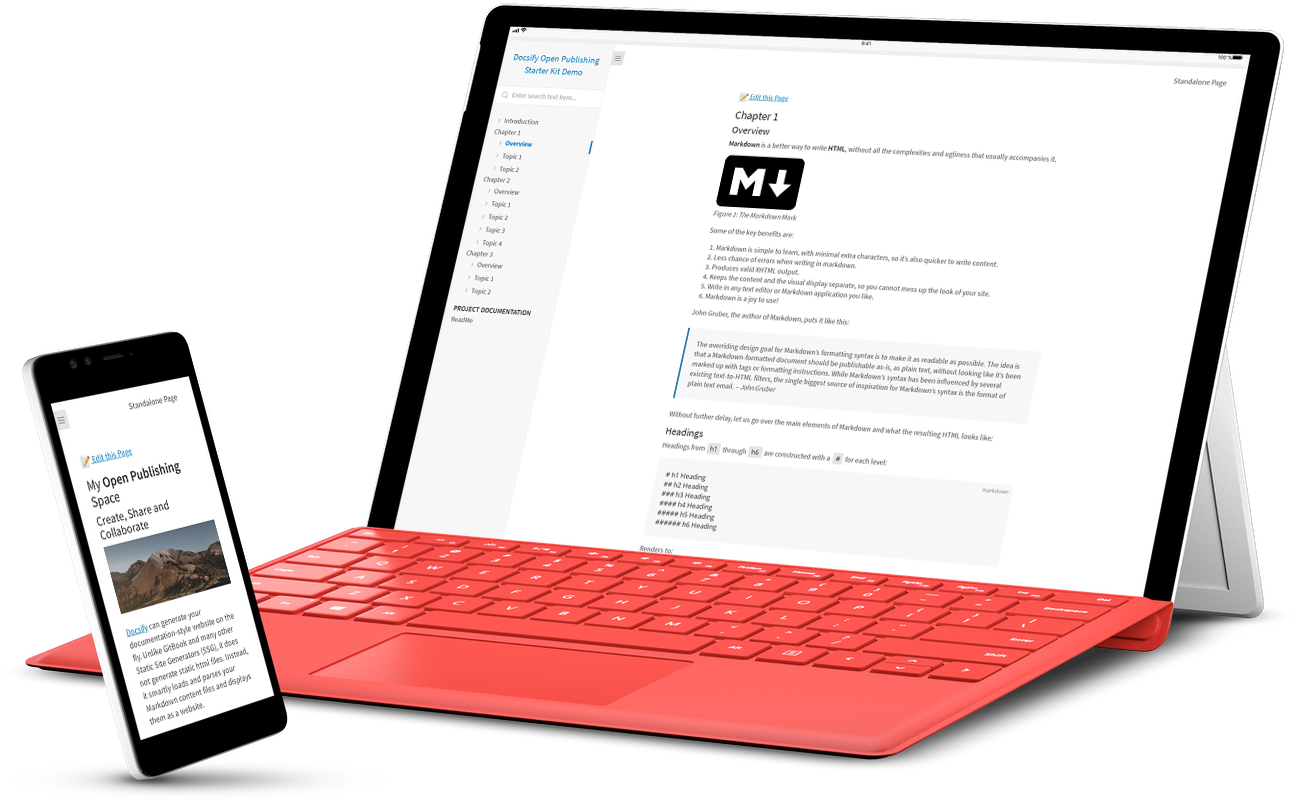 9:41
100 %
Docsify Open Publishing
Starter Kit Demo
Enter search text here...
Introduction
Chapter 1
Overview
Topic 1
Topic 2
Chapter 2
Overview
Topic 1
Topic 2
Topic 3
Topic 4
Chapter 3
Overview
Topic 1
Topic 2
PROJECT DOCUMENTATION
ReadMe
Standalone Page
Edit this Page
Chapter 1
Overview
Markdown is a better way to write HTML, without all the complexities and ugliness that usually accompanies it.
M
Figure 1: The Markdown Mark
Some of the key benefits are:
1. Markdown is simple to learn, with minimal extra characters, so it's also quicker to write content.
2. Less chance of errors when writing in markdown.
3. Produces valid XHTML output.
4. Keeps the content and the visual display separate, so you cannot mess up the look of your site.
5. Write in any text editor or Markdown application you like.
6. Markdown is a joy to use!
John Gruber, the author of Markdown, puts it like this:
The overriding design goal for Markdown's formatting syntax is to make it as readable as possible. The idea is
that a Markdown-formatted document should be publishable as-is, as plain text, without looking like it's been
marked up with tags or formatting instructions. While Markdown's syntax has been influenced by several
existing text-to-HTML filters, the single biggest source of inspiration for Markdown's syntax is the format of
plain text email. – John Gruber
Without further delay, let us go over the main elements of Markdown and what the resulting HTML looks like:
Headings
Headings from h1 through h6 are constructed with a # for each level:
markdown
# h1 Heading
## h2 Heading
### h3 Heading
#### h4 Heading
##### h5 Heading
###### h6 Heading
Renders to:
Standalone Page
Edit this Page
My Open Publishing
Space
Create, Share and
Collaborate
Docsify can generate your
documentation-style website on the
fly. Unlike GitBook and many other
Static Site Generators (SSG), it does
not generate static html files. Instead,
it smartly loads and parses your
Markdown content files and displays
them as a website.
Q W E R T Y U I O P
Backspace
A S D F G H J K L
Enter
Z X C V B N M
Shift
Alt